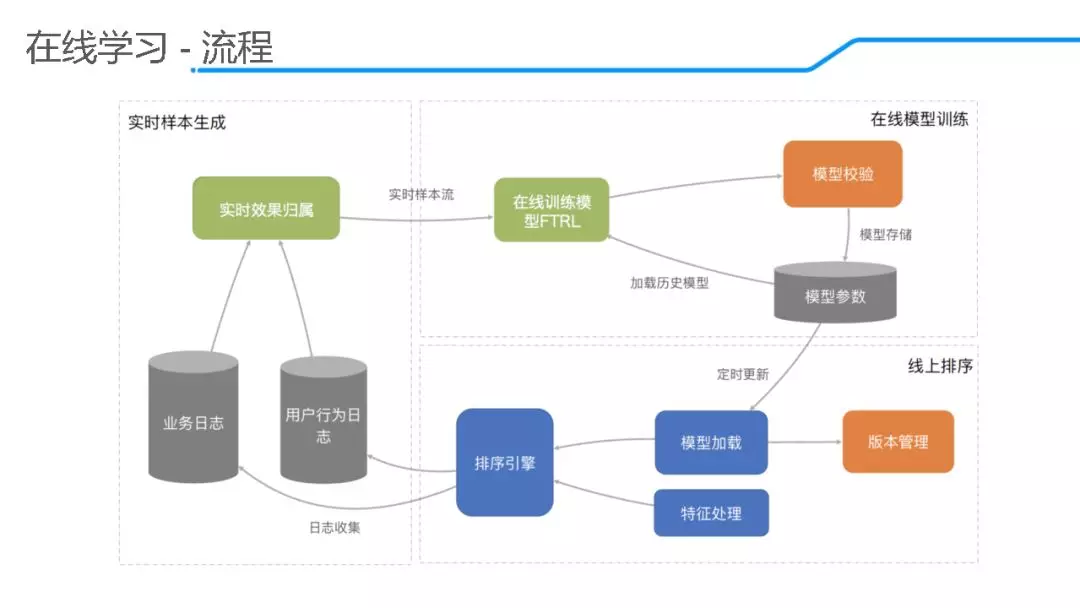 在线学习 - 流程
实时样本生成
实时效果归属
业务日志
用户行为日
志
日志收集
实时样本流
在线模型训练
在线训练模
型FTRL
模型校验
模型存储
加载历史模型
模型参数
线上排序
定时更新
排序引擎
模型加载
版本管理
特征处理